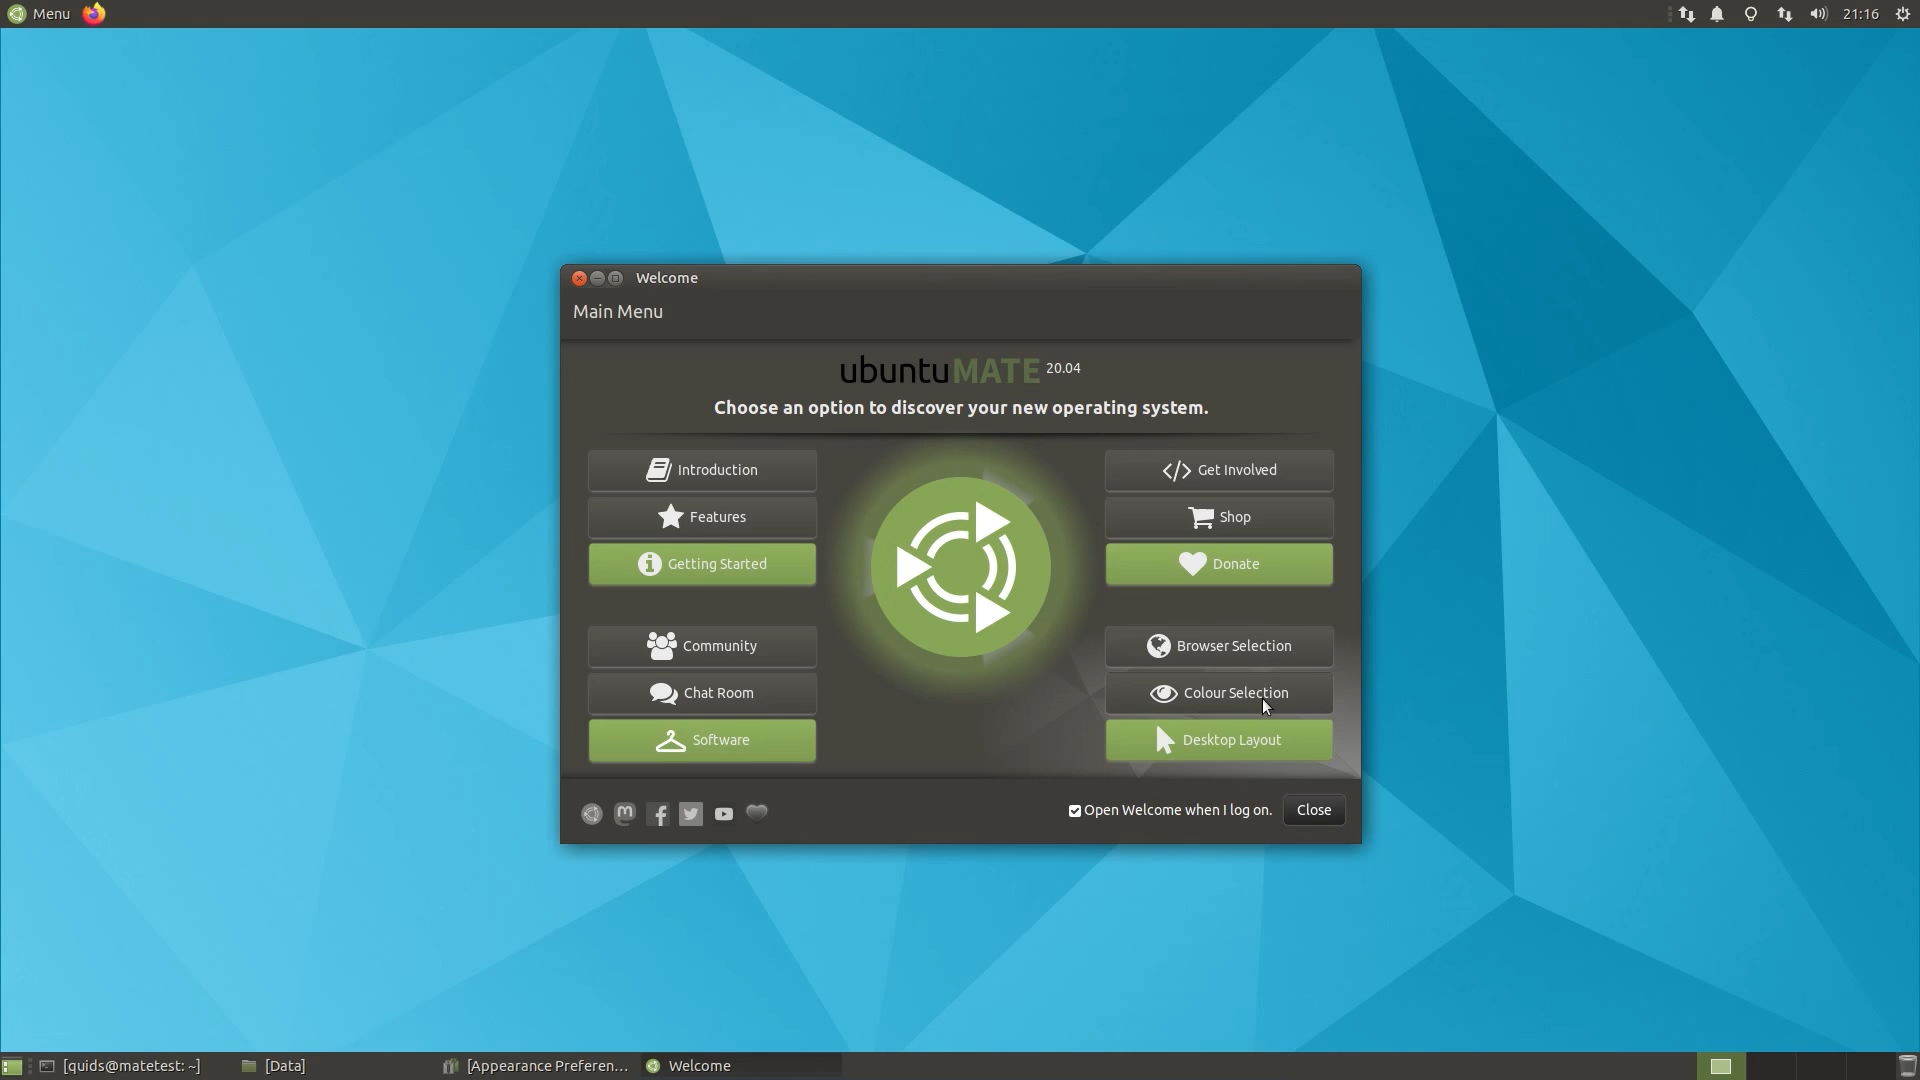 Menu
21:16
Welcome
Main Menu
ubuntu MATE 20.04
Choose an option to discover your new operating system.
Introduction
Get Involved
Features
Shop
Getting Started
Donate
Community
Browser Selection
Chat Room
Colour Selection
Software
Desktop Layout
Open Welcome when I log on.
Close
[quids@matetest: ~]
[Data]
[Appearance Preferen...
Welcome